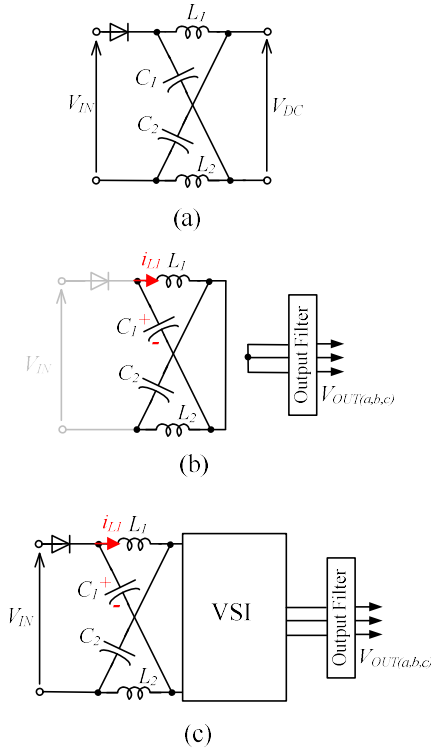 L1
C1
VIN
VDC
C2
L2
(a)
iL1
L1
C1
+
-
VIN
C2
L2
Output Filter
VOUT(a,b,c)
(b)
iL1
L1
C1
+
-
VIN
C2
VSI
Output Filter
L2
VOUT(a,b,c)
(c)